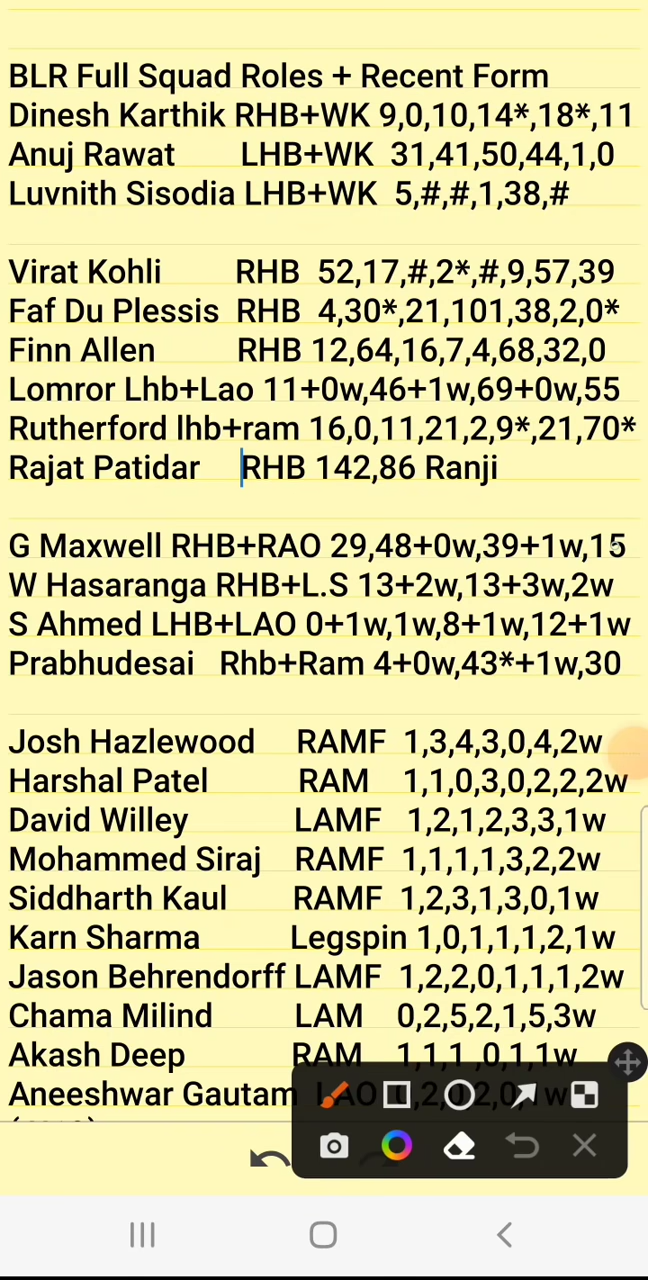 BLR Full Squad Roles + Recent Form
Dinesh Karthik RHB+WK 9,0,10,14*,18*,11
Anuj Rawat LHB+WK 31,41,50,44,1,0
Luvnith Sisodia LHB+WK 5,#,#,1,38,#
Virat Kohli RHB 52,17,#,2*,#,9,57,39
Faf Du Plessis RHB 4,30*,21,101,38,2,0*
Finn Allen RHB 12,64,16,7,4,68,32,0
Lomror Lhb+Lao 11+0w,46+1w,69+0w,55
Rutherford lhb+ram 16,0,11,21,2,9*,21,70*
Rajat Patidar RHB 142,86 Ranji
G Maxwell RHB+RAO 29,48+0w,39+1w,15
W Hasaranga RHB+L.S 13+2w,13+3w,2w
S Ahmed LHB+LAO 0+1w,1w,8+1w,12+1w
Prabhudesai Rhb+Ram 4+0w,43*+1w,30
Josh Hazlewood RAMF 1,3,4,3,0,4,2w
Harshal Patel RAM 1,1,0,3,0,2,2,2w
David Willey LAMF 1,2,1,2,3,3,1w
Mohammed Siraj RAMF 1,1,1,1,3,2,2w
Siddharth Kaul RAMF 1,2,3,1,3,0,1w
Karn Sharma Legspin 1,0,1,1,1,2,1w
Jason Behrendorff LAMF 1,2,2,0,1,1,1,2w
Chama Milind LAM 0,2,5,2,1,5,3w
Akash Deep RAM 1,1,1,0,1,1w
Aneeshwar Gautam LAO